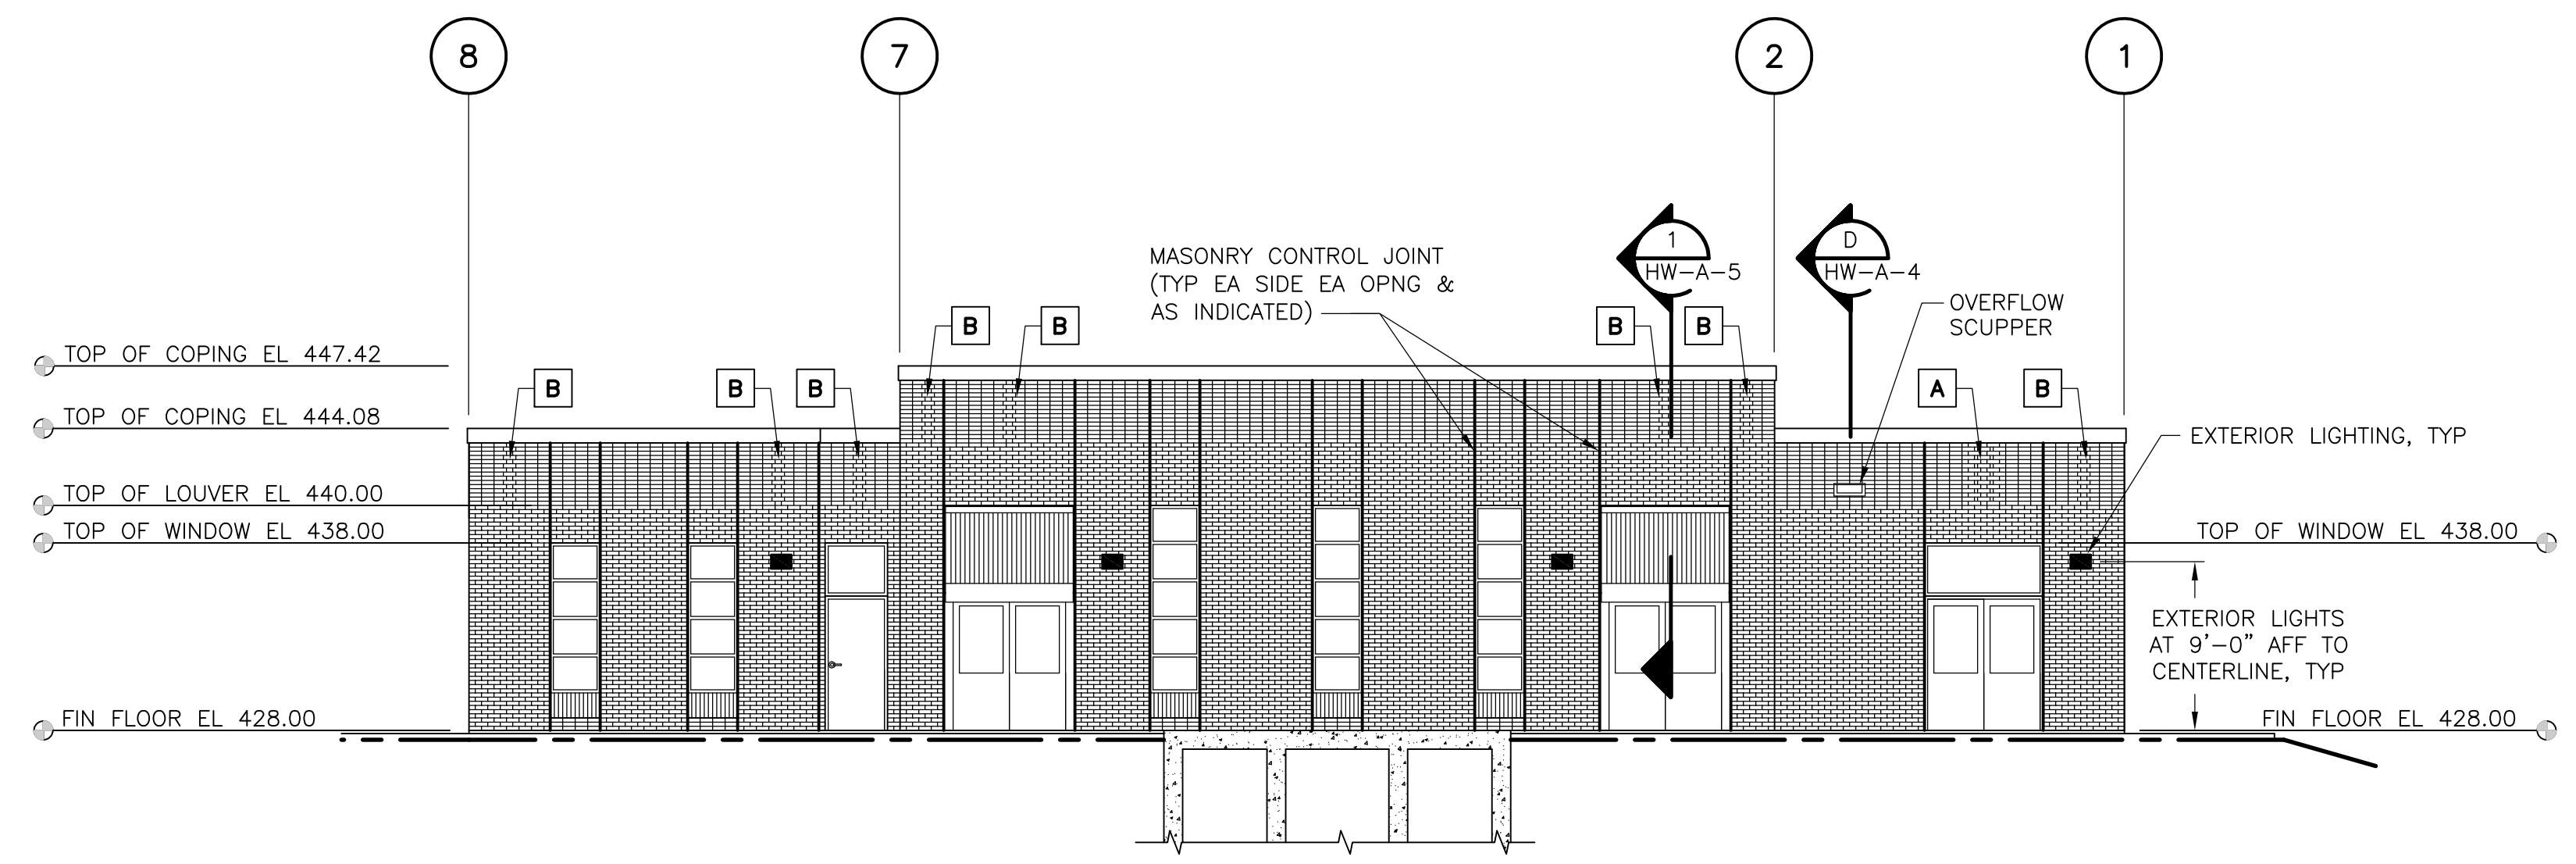 8
7
2
1
MASONRY CONTROL JOINT
(TYP EA SIDE EA OPNG &
AS INDICATED)
1
HW-A-5
D
HW-A-4
OVERFLOW
SCUPPER
B
B
B
B
B
B
B
A
B
TOP OF COPING EL 447.42
TOP OF COPING EL 444.08
TOP OF LOUVER EL 440.00
TOP OF WINDOW EL 438.00
FIN FLOOR EL 428.00
EXTERIOR LIGHTING, TYP
TOP OF WINDOW EL 438.00
EXTERIOR LIGHTS
AT 9'-0" AFF TO
CENTERLINE, TYP
FIN FLOOR EL 428.00